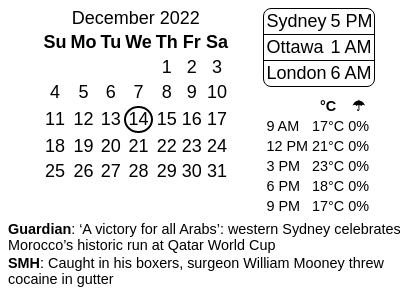 December 2022
Su Mo Tu We Th Fr Sa
1 2 3
4 5 6 7 8 9 10
11 12 13 14 15 16 17
18 19 20 21 22 23 24
25 26 27 28 29 30 31
Sydney 5 PM
Ottawa 1 AM
London 6 AM
°C ☂
9 AM 17°C 0%
12 PM 21°C 0%
3 PM 23°C 0%
6 PM 18°C 0%
9 PM 17°C 0%
Guardian: ‘A victory for all Arabs’: western Sydney celebrates
Morocco’s historic run at Qatar World Cup
SMH: Caught in his boxers, surgeon William Mooney threw
cocaine in gutter